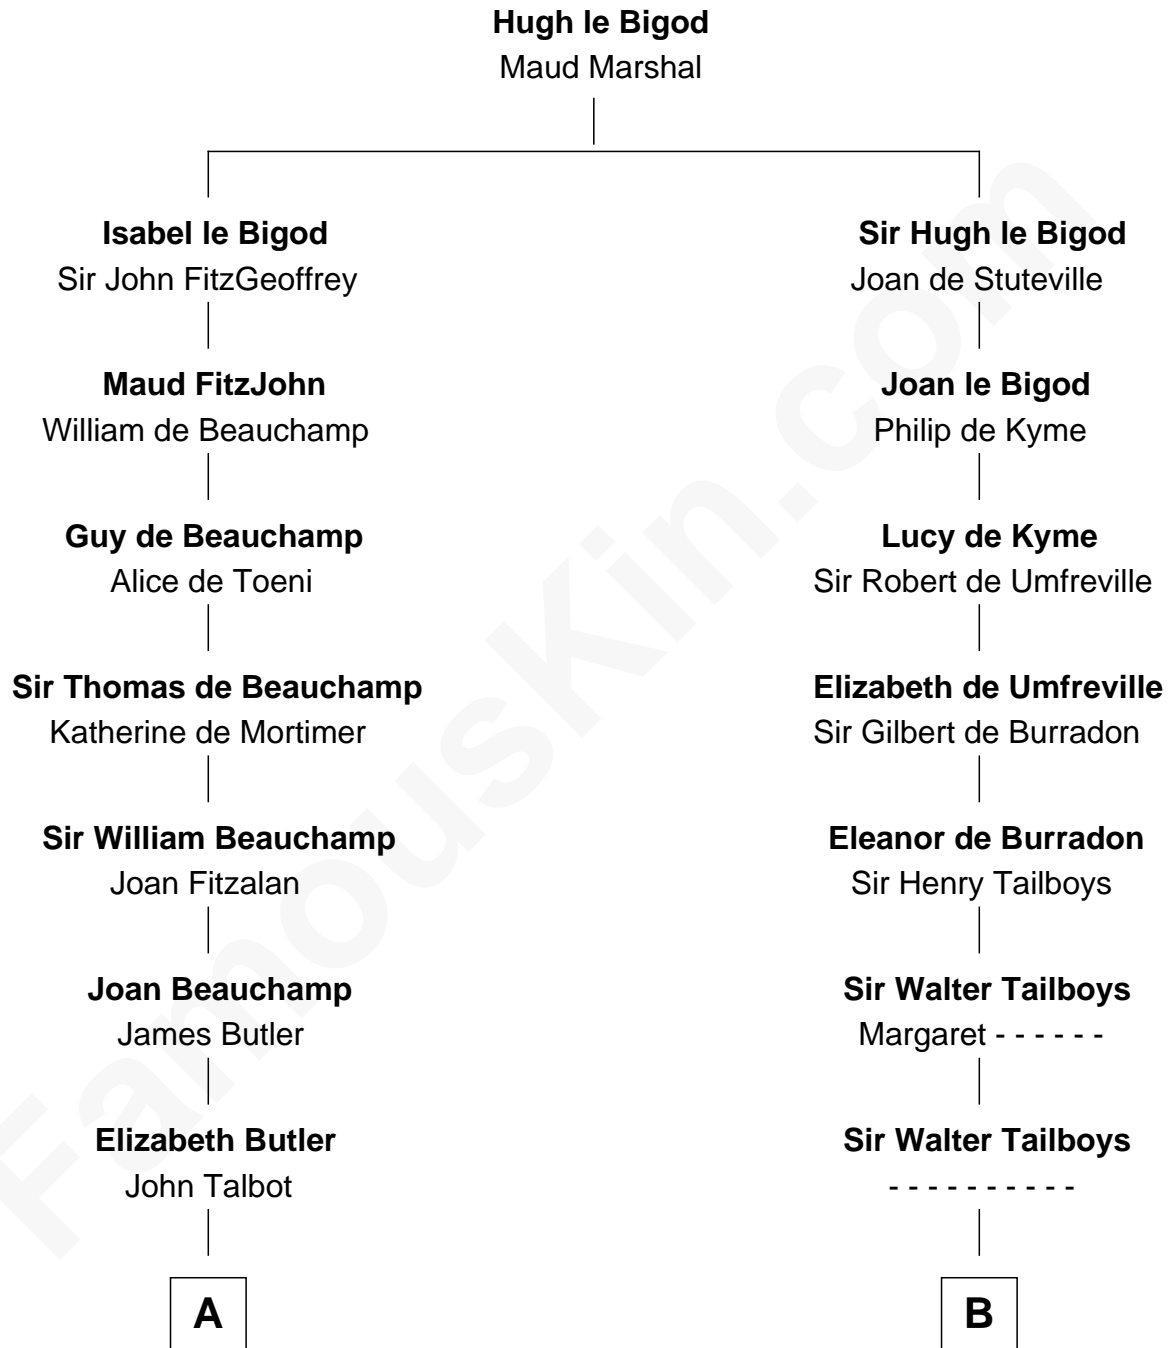 Hugh le Bigod
Maud Marshal
Isabel le Bigod
Sir John FitzGeoffrey
Maud FitzJohn
William de Beauchamp
Guy de Beauchamp
Alice de Toeni
Sir Thomas de Beauchamp
Katherine de Mortimer
Sir William Beauchamp
Joan Fitzalan
Joan Beauchamp
James Butler
Elizabeth Butler
John Talbot
A
Sir Hugh le Bigod
Joan de Stuteville
Joan le Bigod
Philip de Kyme
Lucy de Kyme
Sir Robert de Umfreville
Elizabeth de Umfreville
Sir Gilbert de Burradon
Eleanor de Burradon
Sir Henry Tailboys
Sir Walter Tailboys
Margaret - - - - - -
Sir Walter Tailboys
- - - - - - - - - -
B
FamousKin.com